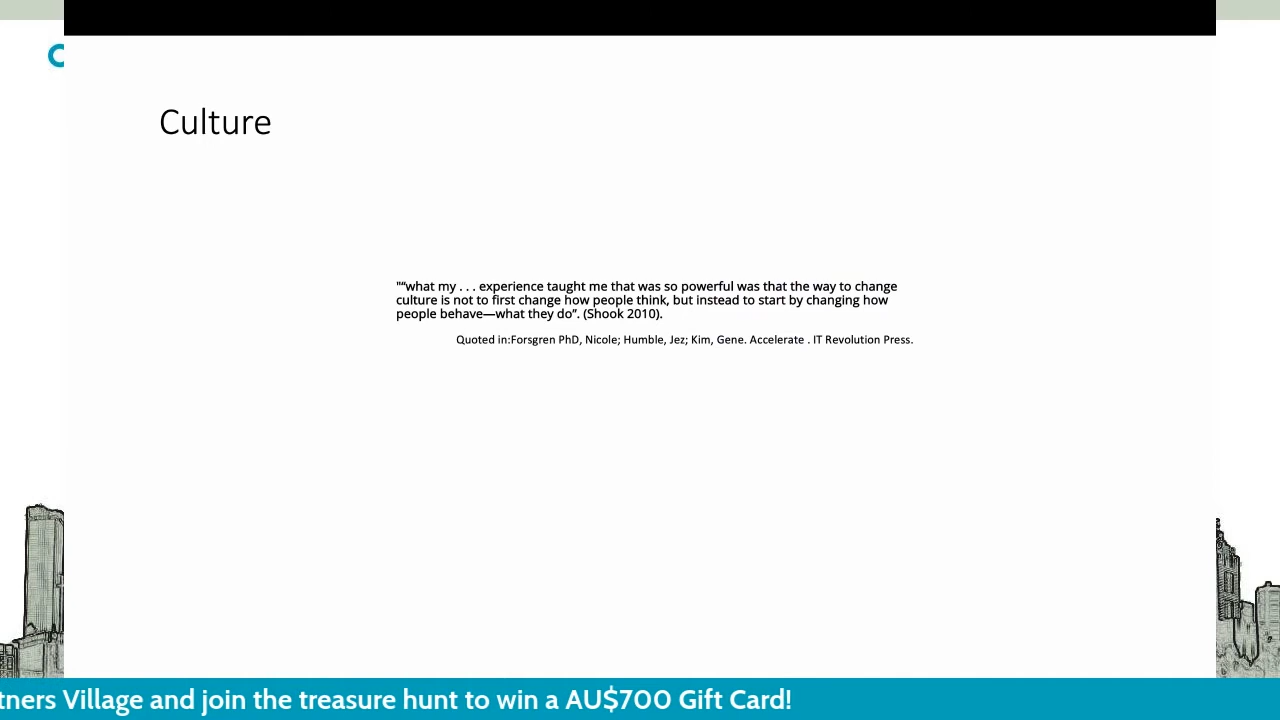 Culture
"“what my . . . experience taught me that was so powerful was that the way to change
culture is not to first change how people think, but instead to start by changing how
people behave—what they do”. (Shook 2010).
Quoted in:Forsgren PhD, Nicole; Humble, Jez; Kim, Gene. Accelerate . IT Revolution Press.
tners Village and join the treasure hunt to win a AU$700 Gift Card!